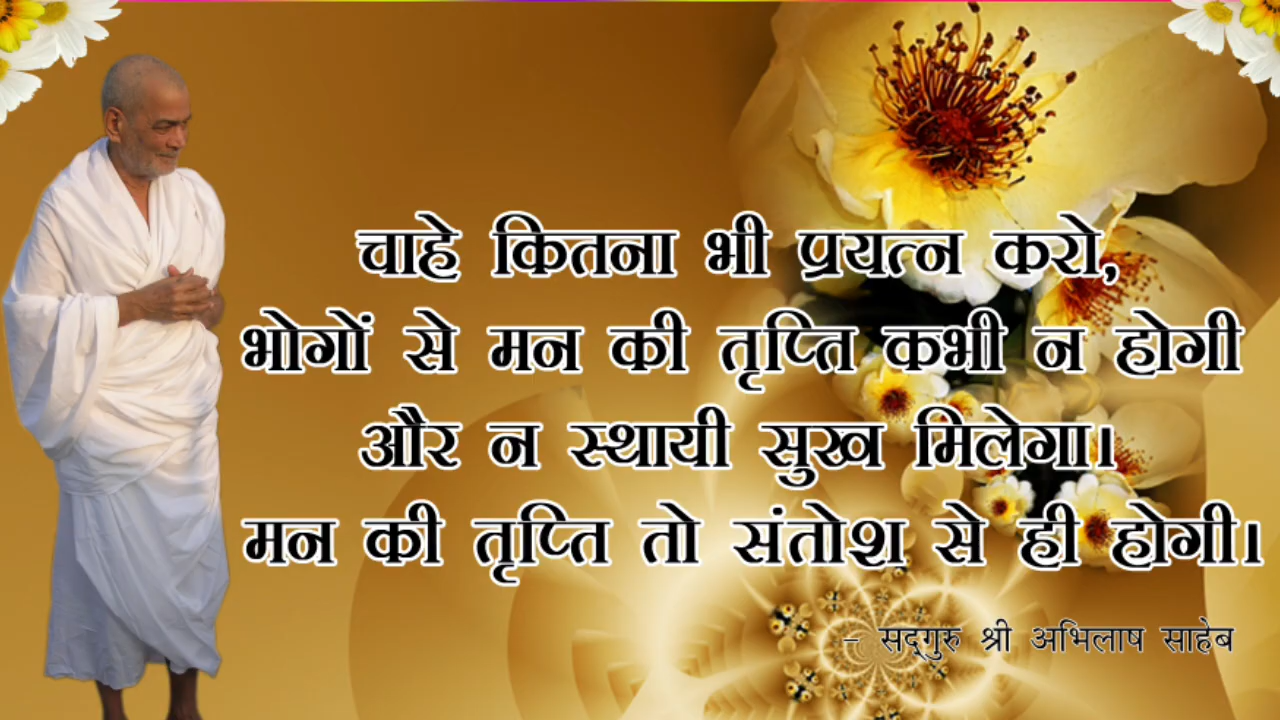 चाहे कितना भी प्रयत्न करो,
भोगों से मन की तृप्ति कभी न होगी
और न स्थायी सुख मिलेगा।
मन की तृप्ति तो संतोश से ही होगी।
– सद्गुरु श्री अभिलाष साहेब